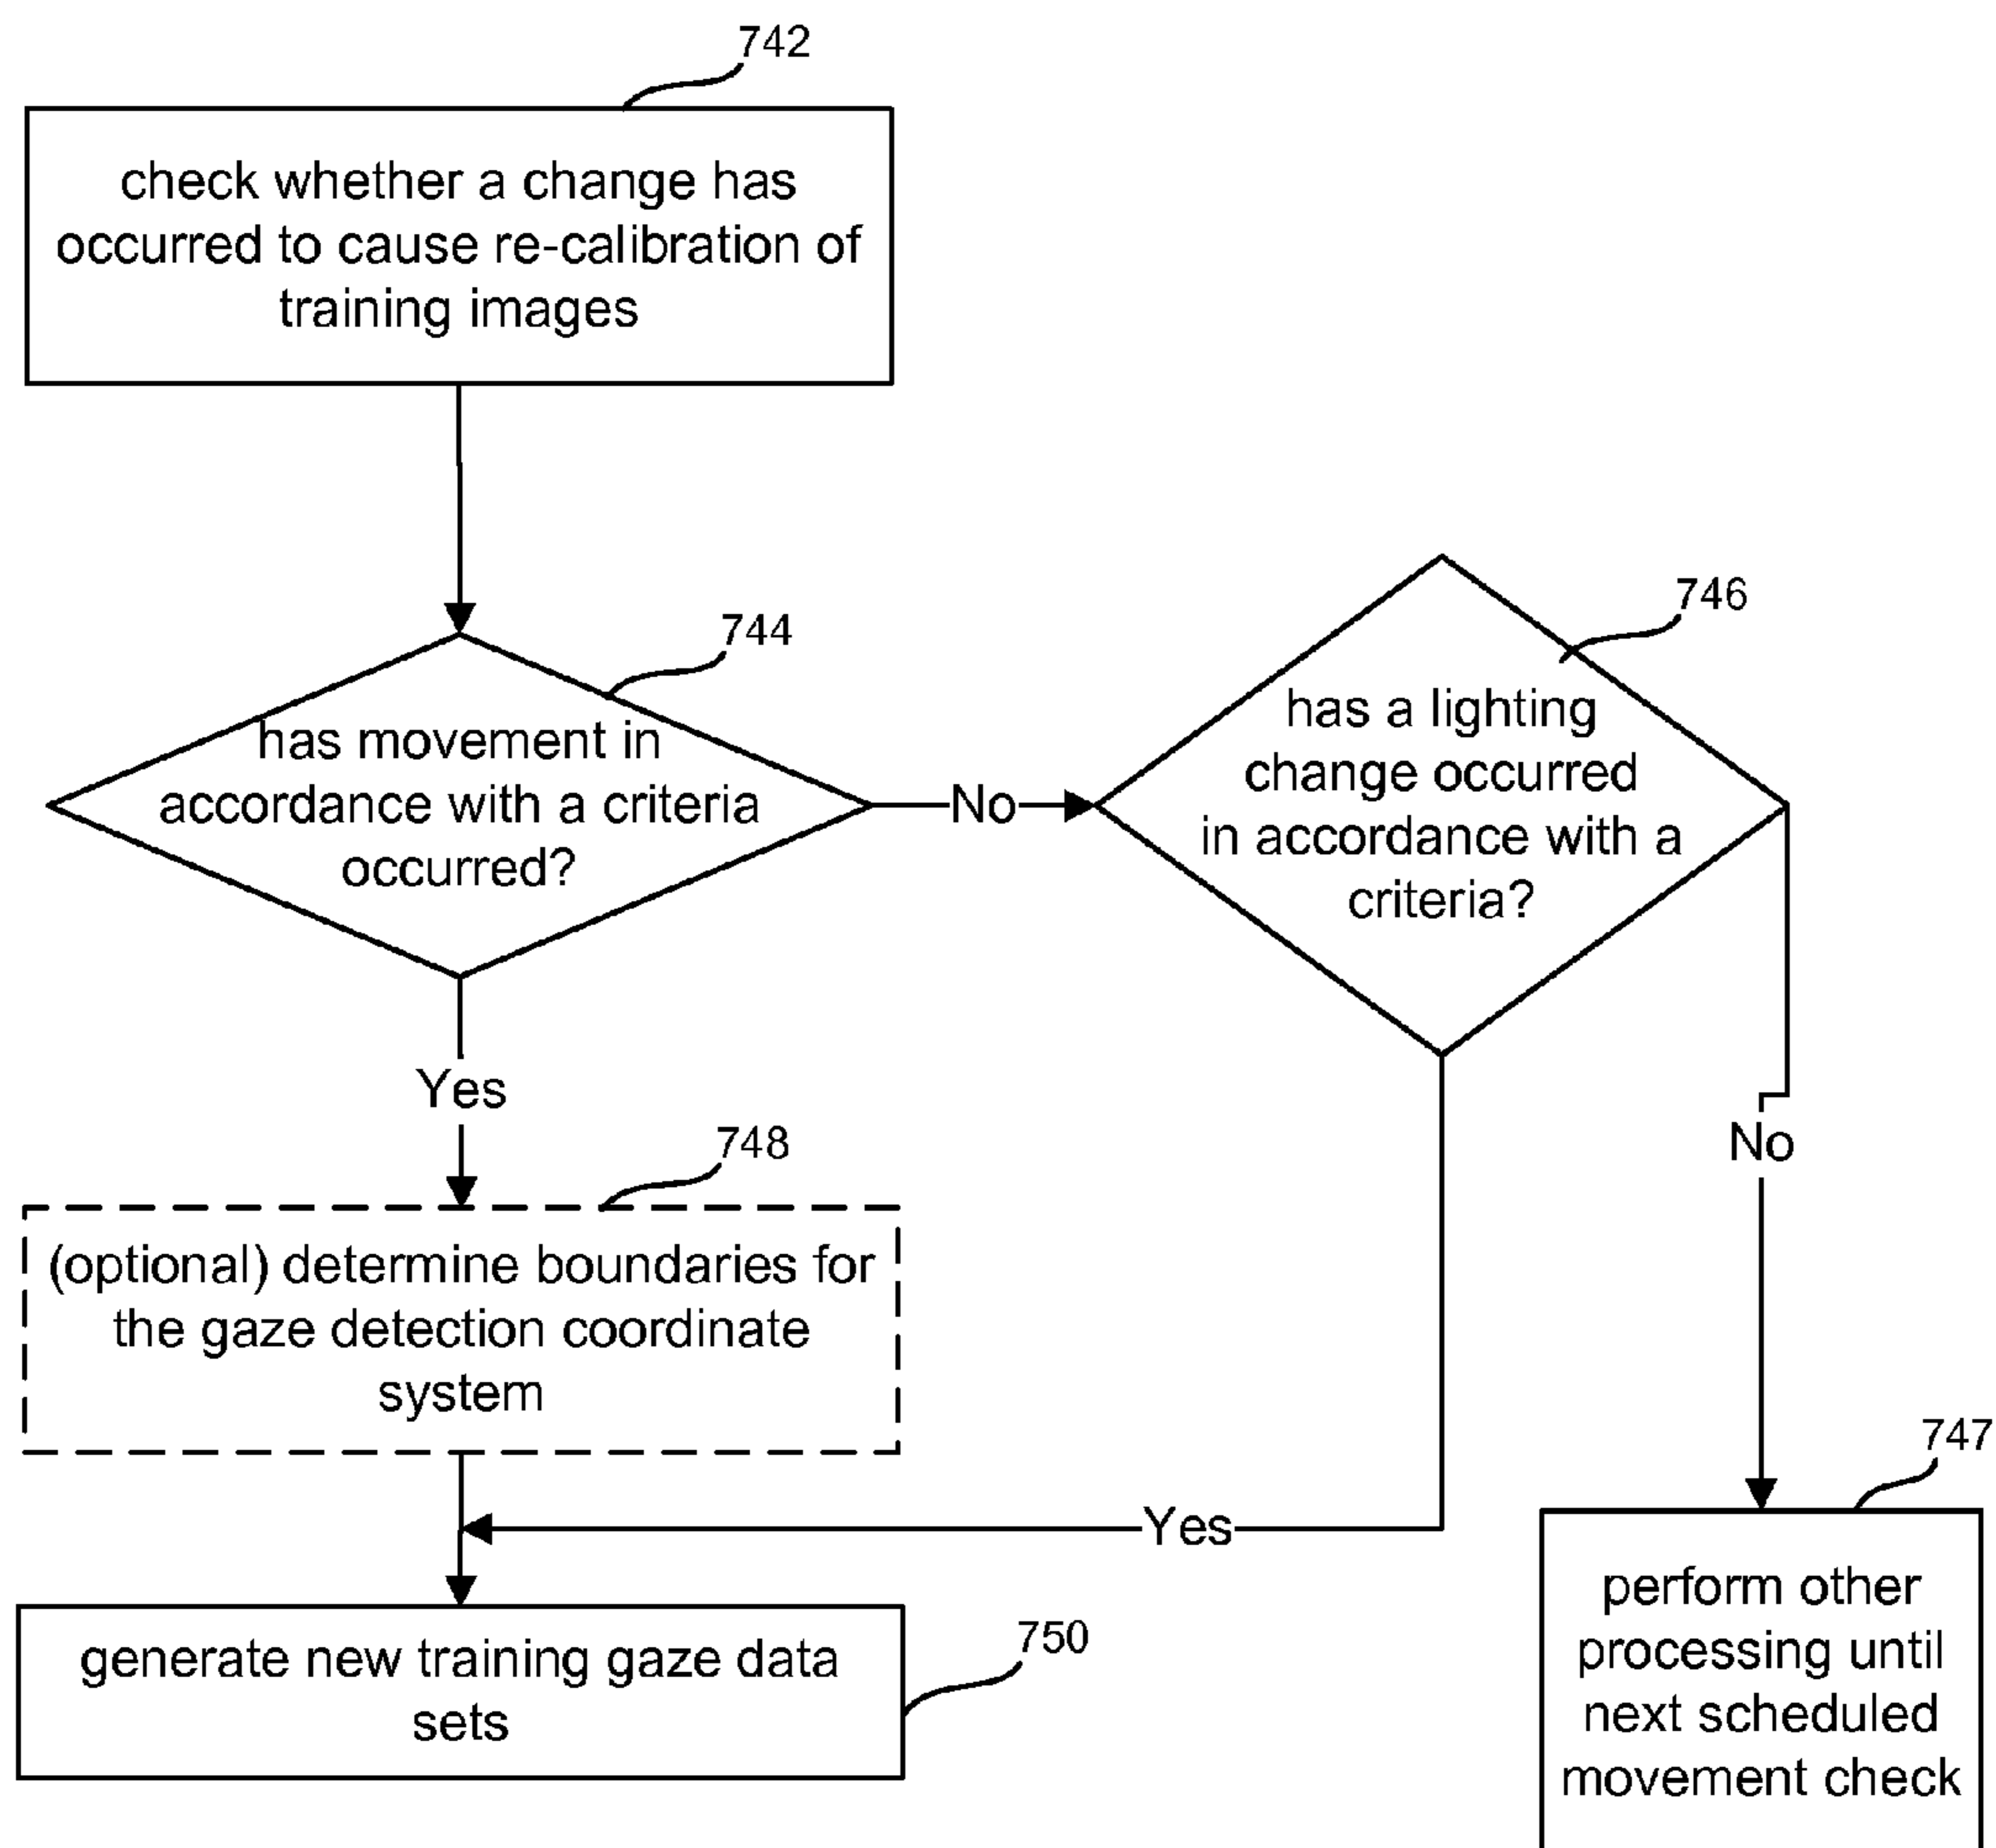 742
check whether a change has
occurred to cause re-calibration of
training images
744
has movement in
accordance with a criteria
occurred?
No
746
has a lighting
change occurred
in accordance with a
criteria?
Yes
No
748
(optional) determine boundaries for
the gaze detection coordinate
system
Yes
747
perform other
processing until
next scheduled
movement check
750
generate new training gaze data
sets